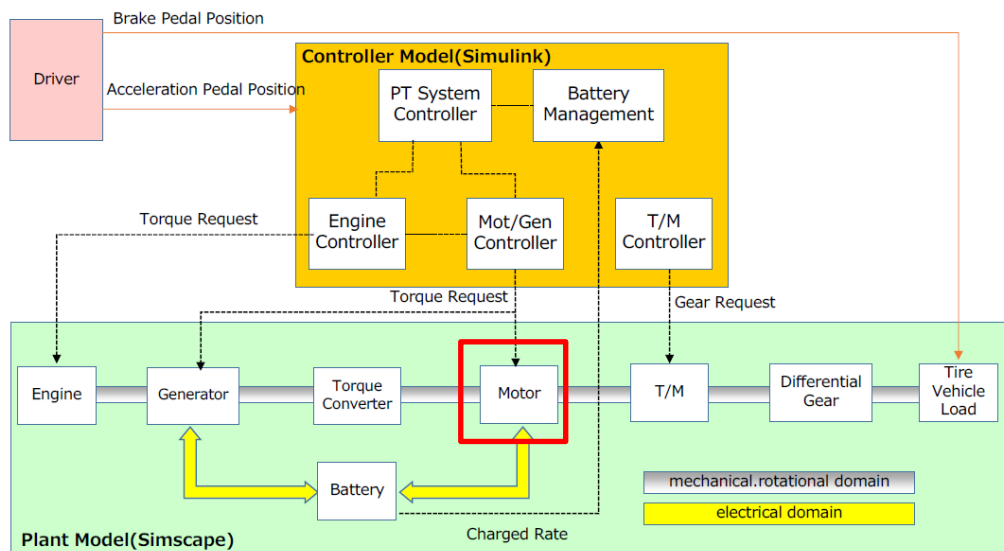 Brake Pedal Position
Driver
Acceleration Pedal Position
Controller Model(Simulink)
PT System
Controller
Battery
Management
Engine
Controller
Mot/Gen
Controller
T/M
Controller
Torque Request
Torque Request
Gear Request
Engine
Generator
Torque
Converter
Motor
T/M
Differential
Gear
Tire
Vehicle
Load
Battery
Charged Rate
mechanical.rotational domain
electrical domain
Plant Model(Simscape)